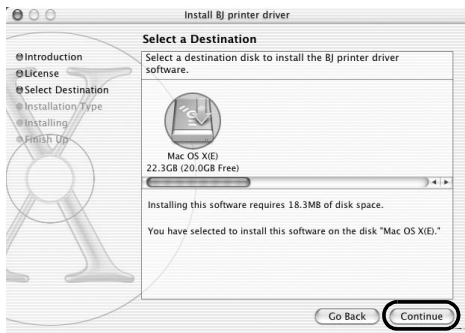 Install BJ printer driver
Select a Destination
Introduction
License
Select Destination
Installation Type
Installing
Finish Up
Select a destination disk to install the BJ printer driver
software.
Mac OS X(E)
22.3GB (20.0GB Free)
Installing this software requires 18.3MB of disk space.
You have selected to install this software on the disk "Mac OS X(E)."
Go Back
Continue